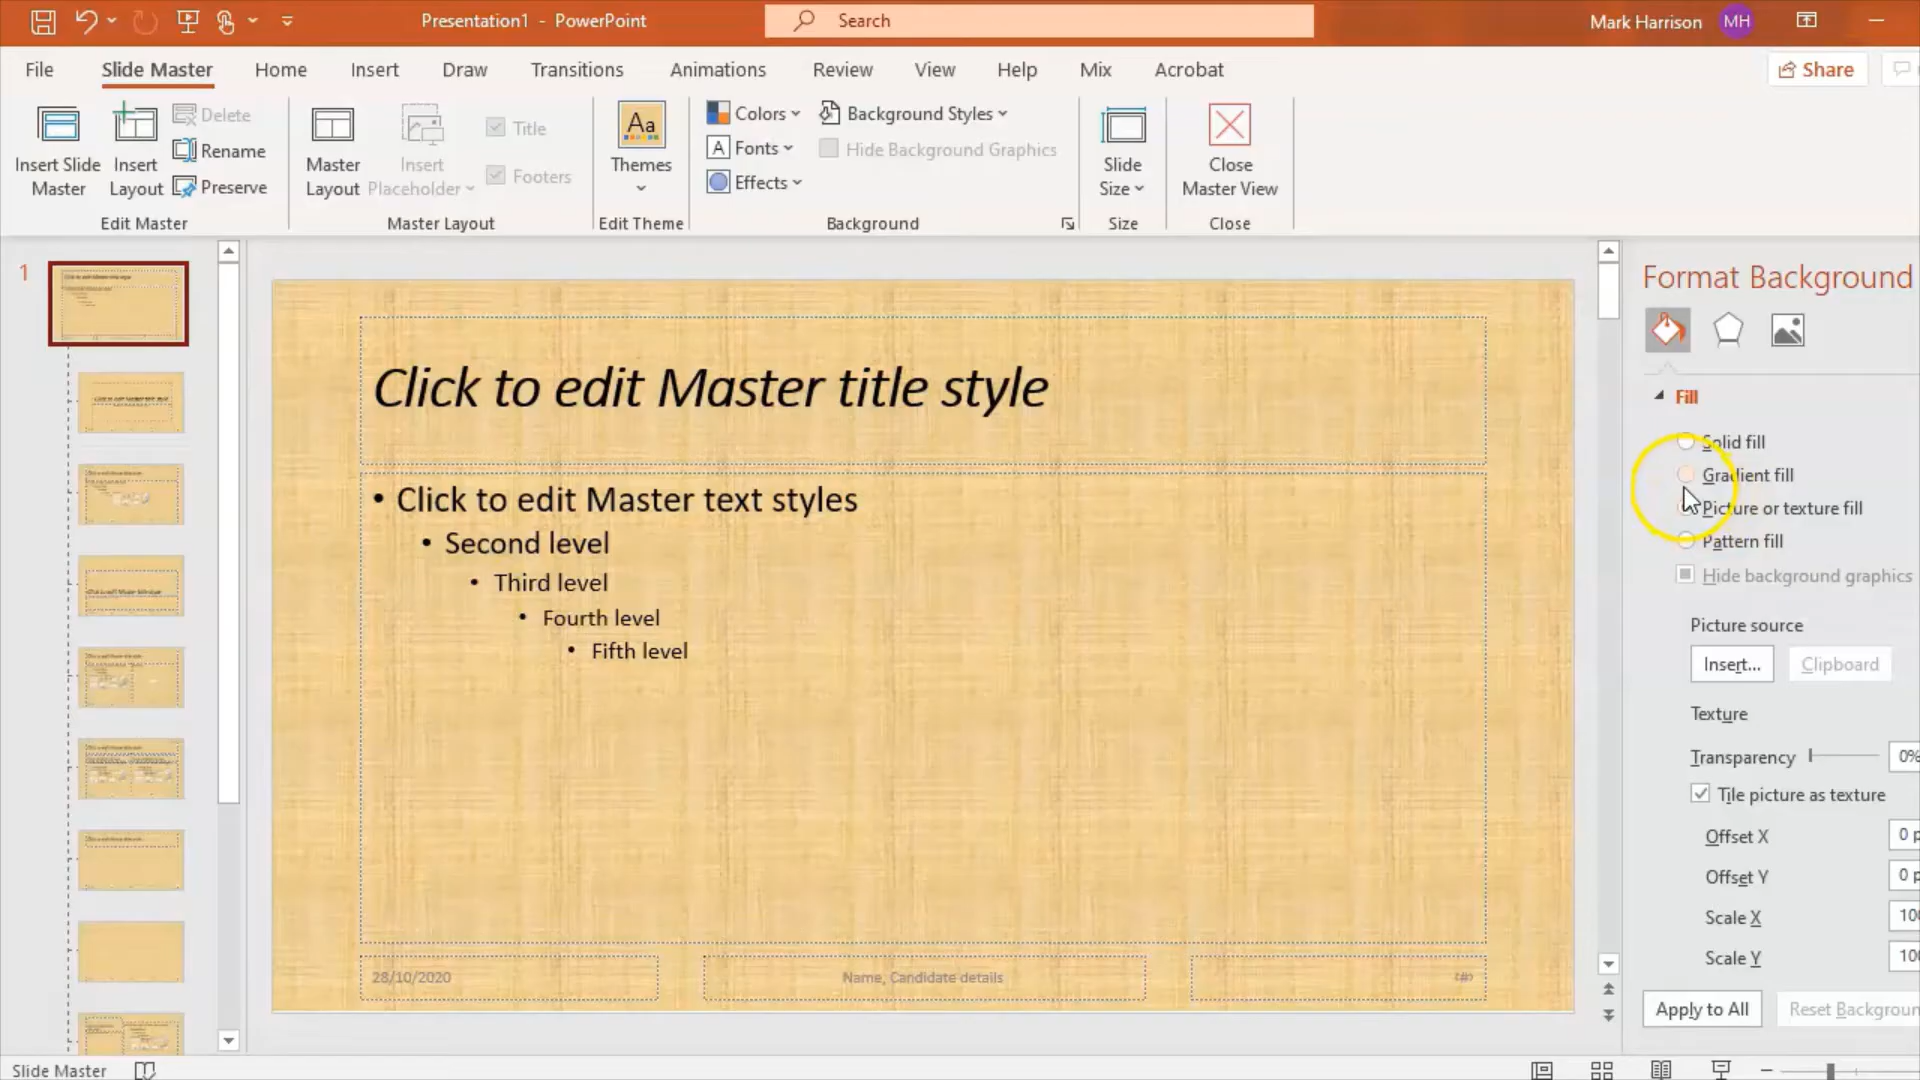 Presentation1 - PowerPoint
Search
Mark Harrison
MH
File
Slide Master
Home
Insert
Draw
Transitions
Animations
Review
View
Help
Mix
Acrobat
Share
Insert Slide
Master
Insert
Layout
Delete
Rename
Preserve
Edit Master
Master
Layout
Insert
Placeholder
Title
Footers
Master Layout
Aa
Themes
Edit Theme
Colors
A
Fonts
Effects
Background Styles
Hide Background Graphics
Background
Slide
Size
Size
Close
Master View
Close
1
Click to edit Master title style
• Click to edit Master text styles
• Second level
• Third level
• Fourth level
• Fifth level
28/10/2020
Name, Candidate details
‹#›
Format Background
Fill
Solid fill
Gradient fill
Picture or texture fill
Pattern fill
Hide background graphics
Picture source
Insert...
Clipboard
Texture
Transparency
0%
Tile picture as texture
Offset X
0 p
Offset Y
0 p
Scale X
100
Scale Y
100
Apply to All
Reset Backgroun
Slide Master